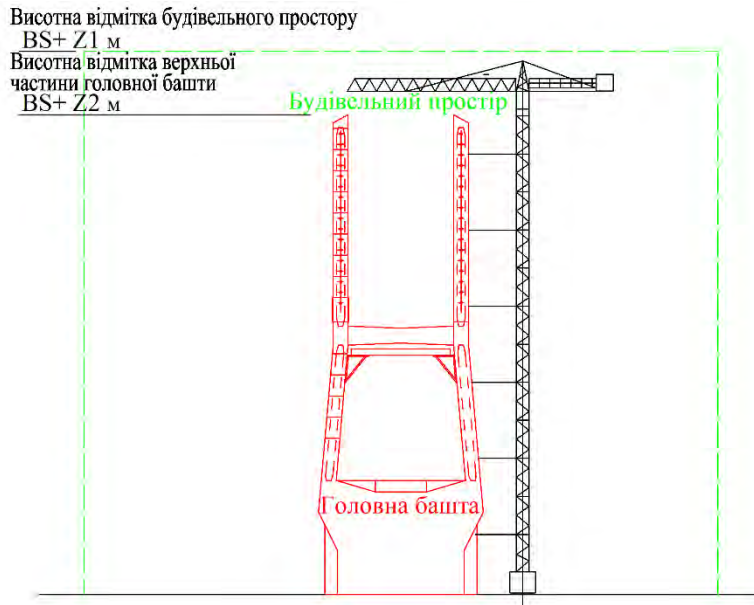 Висотна відмітка будівельного простору
BS+ Z1 м
Висотна відмітка верхньої
частини головної башти
BS+ Z2 м
Будівельний простір
Головна башта